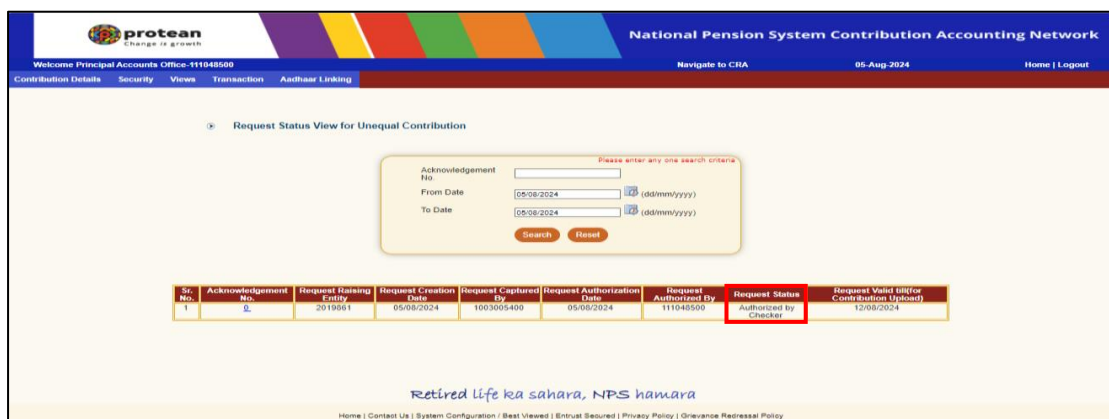 protean
Change is growth
National Pension System Contribution Accounting Network
Welcome Principal Accounts Office-111048500
Navigate to CRA
05-Aug-2024
Home | Logout
Contribution Details Security Views Transaction Aadhaar Linking
Request Status View for Unequal Contribution
Please enter any one search criteria
Acknowledgement
No.
From Date 05/08/2024 (dd/mm/yyyy)
To Date 05/08/2024 (dd/mm/yyyy)
Search Reset
Sr. No. Acknowledgement No. Request Raising Entity Request Creation Date Request Captured By Request Authorization Date Request Authorized By Request Status Request Valid till(for Contribution Upload)
1 0 2019861 05/08/2024 1003005400 05/08/2024 111048500 Authorized by Checker 12/08/2024
Retired life ka sahara, NPS hamara
Home | Contact Us | System Configuration / Best Viewed | Entrust Secured | Privacy Policy | Grievance Redressal Policy